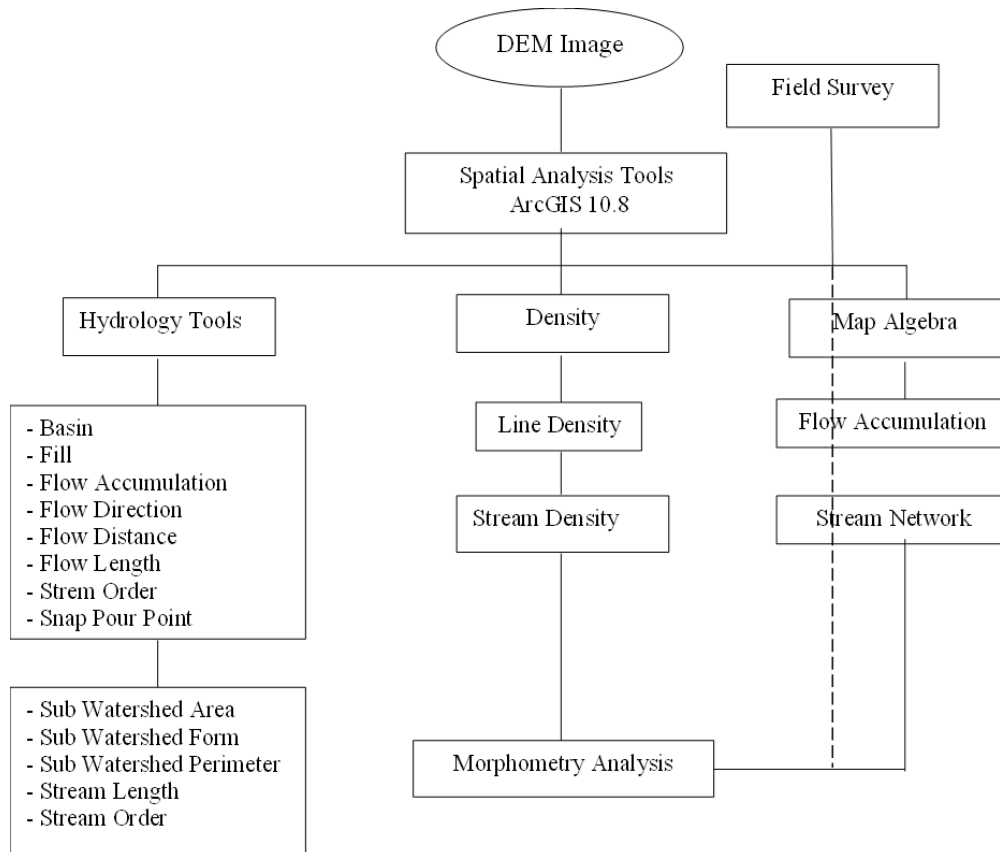 DEM Image
Field Survey
Spatial Analysis Tools
ArcGIS 10.8
Hydrology Tools
Density
Map Algebra
- Basin
- Fill
- Flow Accumulation
- Flow Direction
- Flow Distance
- Flow Length
- Strem Order
- Snap Pour Point
Line Density
Flow Accumulation
Stream Density
Stream Network
- Sub Watershed Area
- Sub Watershed Form
- Sub Watershed Perimeter
- Stream Length
- Stream Order
Morphometry Analysis